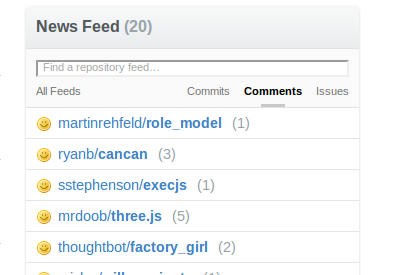 News Feed (20)
Find a repository feed…
All Feeds Commits Comments Issues
martinrehfeld/role_model (1)
ryanb/cancan (3)
sstephenson/execjs (1)
mrdoob/three.js (5)
thoughtbot/factory_girl (2)